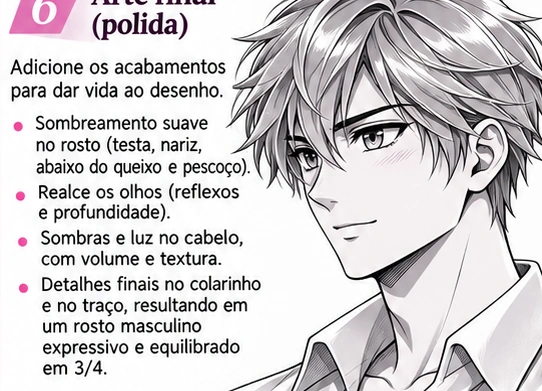 6
Arte final
(polida)
Adicione os acabamentos
para dar vida ao desenho.
Sombreamento suave
no rosto (testa, nariz,
abaixo do queixo e pescoço).
Realce os olhos (reflexos
e profundidade).
Sombras e luz no cabelo,
com volume e textura.
Detalhes finais no colarinho
e no traço, resultando em
um rosto masculino
expressivo e equilibrado
em 3/4.